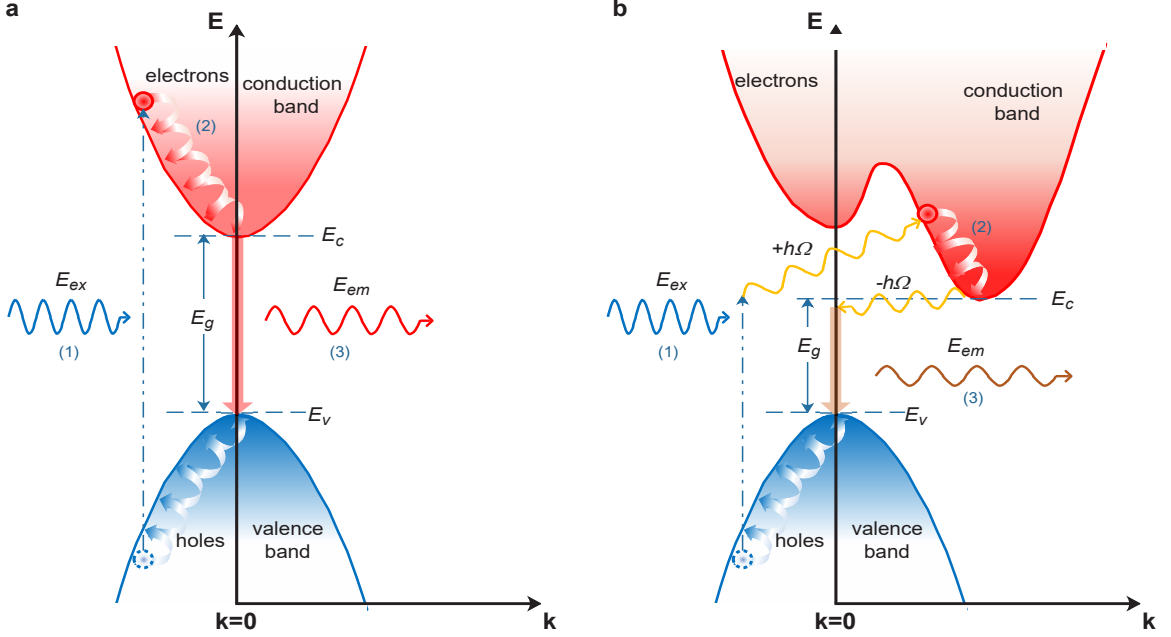 a
E
electrons
conduction
band
(2)
E_c
E_ex
(1)
E_g
E_em
(3)
E_v
holes
valence
band
k=0
k
b
E
electrons
conduction
band
(2)
+hΩ
-hΩ
E_c
E_ex
(1)
E_g
E_em
(3)
E_v
holes
valence
band
k=0
k